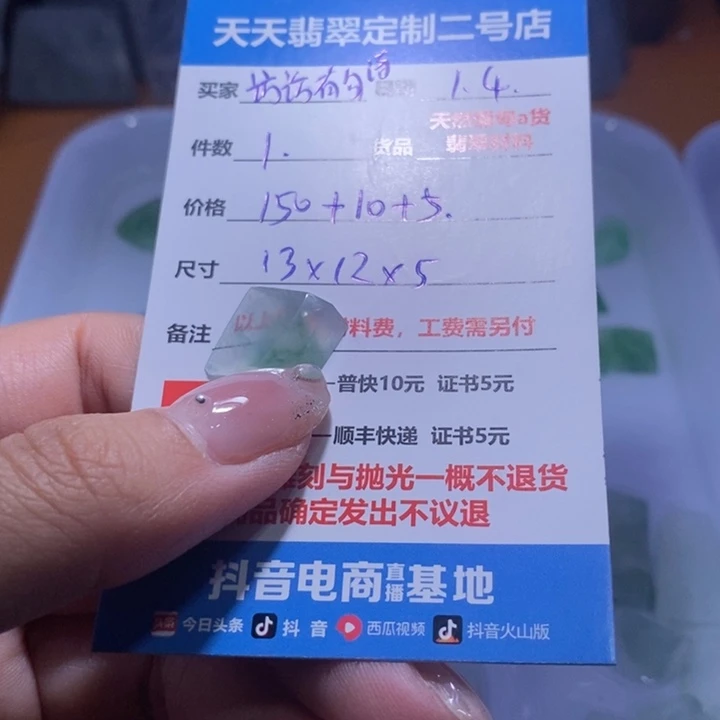 天天翡翠定制二号店
买家 1.4.
件数 1. 货品 天然翡翠a货
价格 150+10+5.
尺寸 13×12×5
备注 料费，工费需另付
普快10元 证书5元
顺丰快递 证书5元
刻与抛光一概不退货
品确定发出不议退
抖音电商直播基地
今日头条 抖音 西瓜视频 抖音火山版